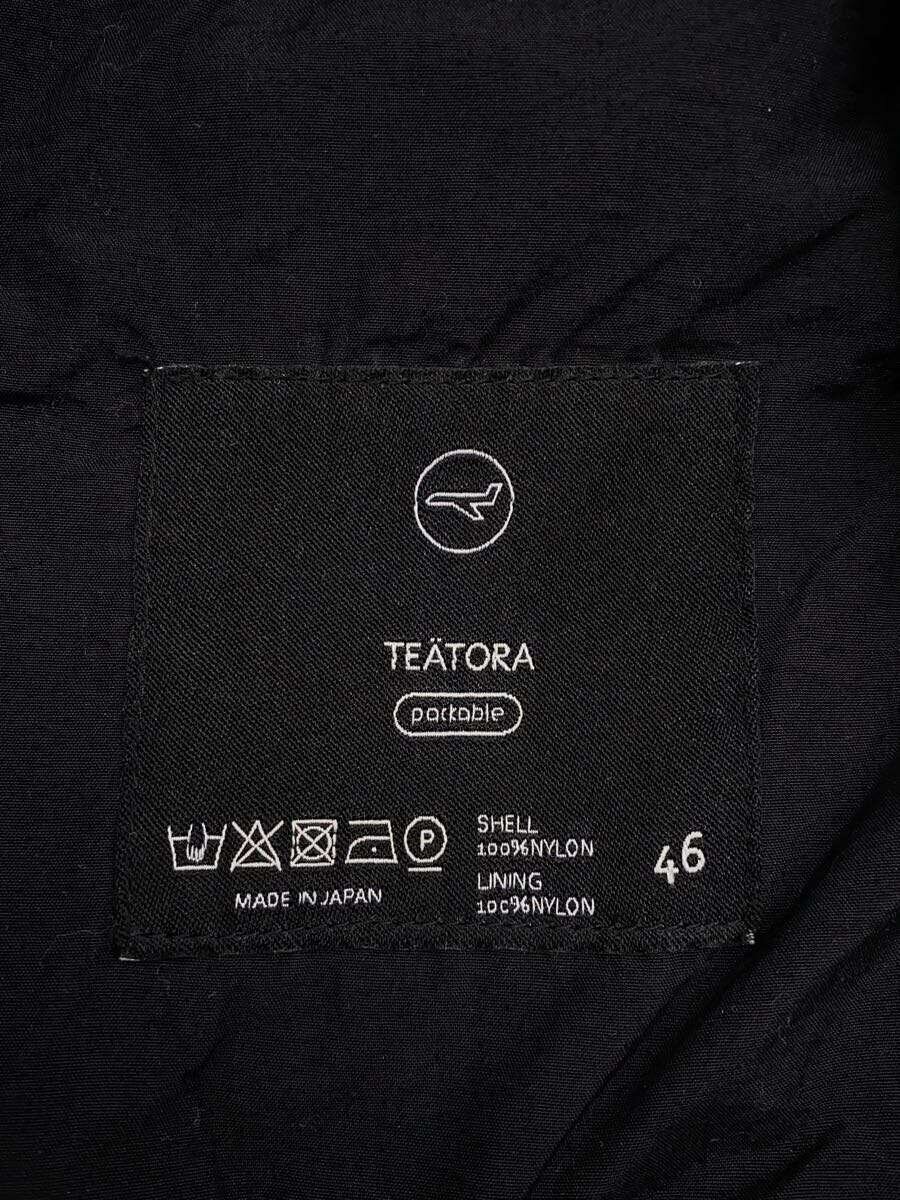 TEÄTORA
packable
P
MADE IN JAPAN
SHELL
100%NYLON
LINING
100%NYLON
46